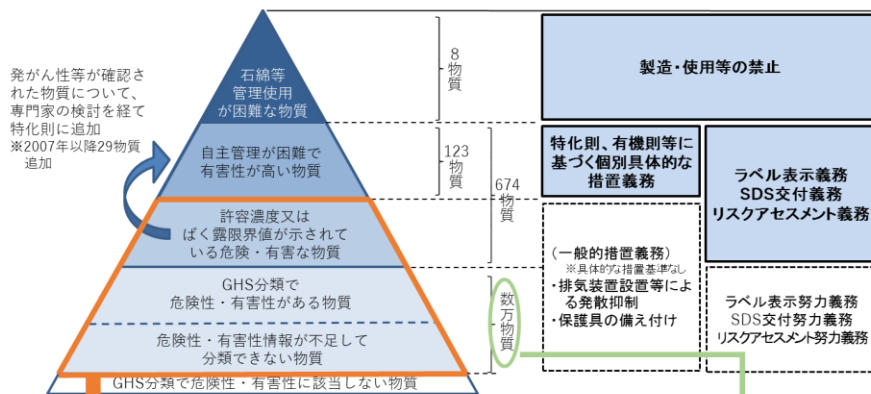 発がん性等が確認され
た物質について、
専門家の検討を経て
特化則に追加
※2007年以降29物質
追加
石綿等
管理使用
が困難な物質
自主管理が困難で
有害性が高い物質
許容濃度又は
ばく露限界値が示されて
いる危険・有害な物質
GHS分類で
危険性・有害性がある物質
危険性・有害性情報が不足して
分類できない物質
GHS分類で危険性・有害性に該当しない物質
8
物質
123
物質
674
物質
数万物質
製造・使用等の禁止
特化則、有機則等に
基づく個別具体的な
措置義務
ラベル表示義務
SDS交付義務
リスクアセスメント義務
(一般的措置義務)
※具体的な措置基準なし
・排気装置設置等によ
る発散抑制
・保護具の備え付け
ラベル表示努力義務
SDS交付努力義務
リスクアセスメント努力義務